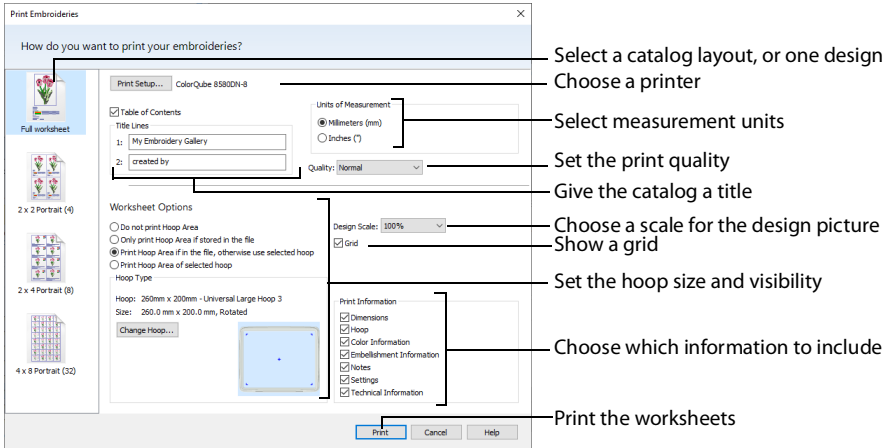 Print Embroideries
How do you want to print your embroideries?
Full worksheet
2 x 2 Portrait (4)
2 x 4 Portrait (8)
4 x 8 Portrait (32)
Print Setup... ColorQube 8580DN-8
Table of Contents
Title Lines
1: My Embroidery Gallery
2: created by
Units of Measurement
Millimeters (mm)
Inches (")
Quality: Normal
Worksheet Options
Do not print Hoop Area
Only print Hoop Area if stored in the file
Print Hoop Area if in the file, otherwise use selected hoop
Print Hoop Area of selected hoop
Hoop Type
Hoop: 260mm x 200mm - Universal Large Hoop 3
Size: 260.0 mm x 200.0 mm, Rotated
Change Hoop...
Design Scale: 100%
Grid
Print Information
Dimensions
Hoop
Color Information
Embellishment Information
Notes
Settings
Technical Information
Print Cancel Help
Select a catalog layout, or one design
Choose a printer
Select measurement units
Set the print quality
Give the catalog a title
Choose a scale for the design picture
Show a grid
Set the hoop size and visibility
Choose which information to include
Print the worksheets